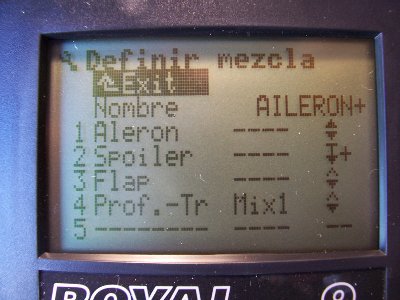 Definir mezcla
Exit
Nombre AILERON+
1 Aleron ----
2 Spoiler ---- +
3 Flap ----
4 Prof.-Tr Mix1
5 -------- ---- --
ROYAL